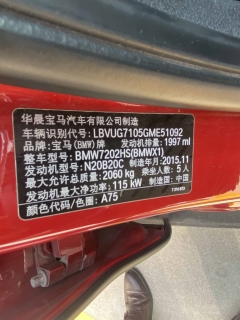 华晨宝马汽车有限公司制造
车辆识别代号: LBVUG7105GME51092
品牌: 宝马(BMW)牌 发动机排量: 1997 ml
整车型号: BMW7202HS(BMWX1)
发动机型号: N20B20C 制造年月: 2015.11
最大允许总质量: 2060 kg 乘坐人数: 5 人
发动机最大净功率: 115 kW 制造国: 中国
颜色代号/色圈: A75